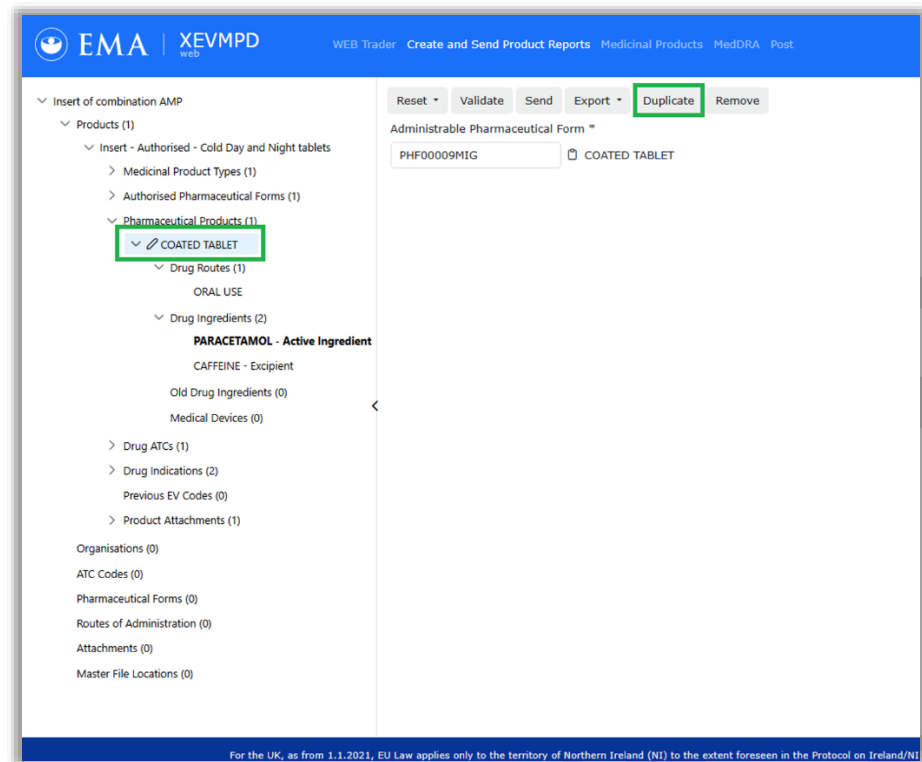 EMA | XEVMPD
web
WEB Trader Create and Send Product Reports Medicinal Products MedDRA Post
Insert of combination AMP
Products (1)
Insert - Authorised - Cold Day and Night tablets
Medicinal Product Types (1)
Authorised Pharmaceutical Forms (1)
Pharmaceutical Products (1)
COATED TABLET
Drug Routes (1)
ORAL USE
Drug Ingredients (2)
PARACETAMOL - Active Ingredient
CAFFEINE - Excipient
Old Drug Ingredients (0)
Medical Devices (0)
Drug ATCs (1)
Drug Indications (2)
Previous EV Codes (0)
Product Attachments (1)
Organisations (0)
ATC Codes (0)
Pharmaceutical Forms (0)
Routes of Administration (0)
Attachments (0)
Master File Locations (0)
Reset Validate Send Export Duplicate Remove
Administrable Pharmaceutical Form *
PHF00009MIG COATED TABLET
For the UK, as from 1.1.2021, EU Law applies only to the territory of Northern Ireland (NI) to the extent foreseen in the Protocol on Ireland/NI